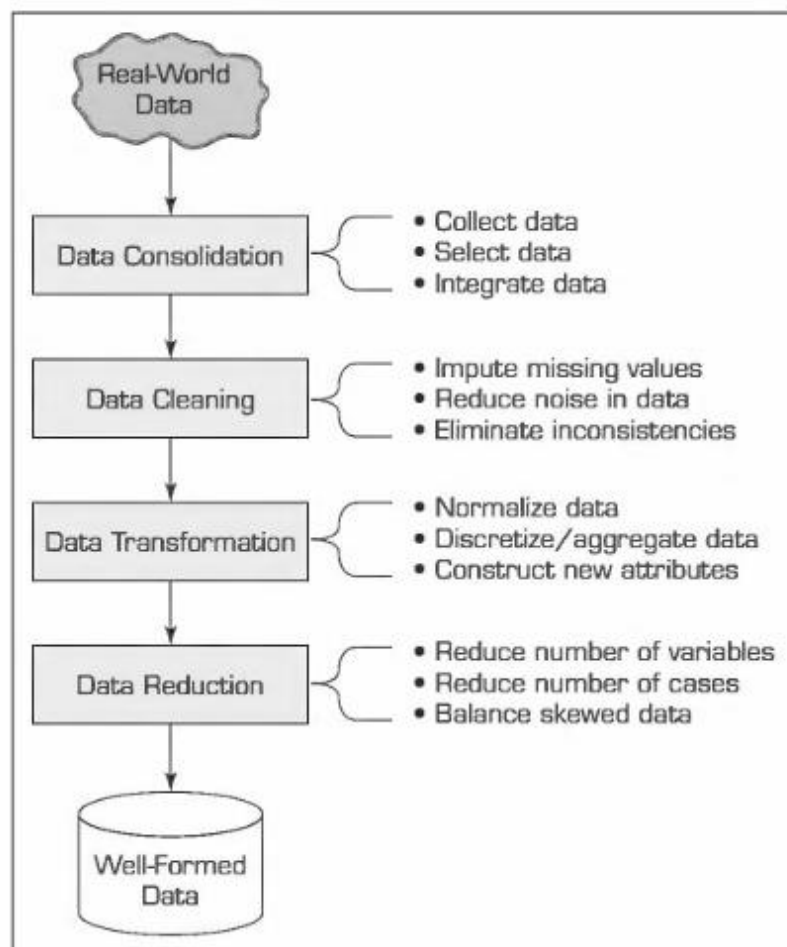 Real-World
Data
Data Consolidation
• Collect data
• Select data
• Integrate data
Data Cleaning
• Impute missing values
• Reduce noise in data
• Eliminate inconsistencies
Data Transformation
• Normalize data
• Discretize/aggregate data
• Construct new attributes
Data Reduction
• Reduce number of variables
• Reduce number of cases
• Balance skewed data
Well-Formed
Data